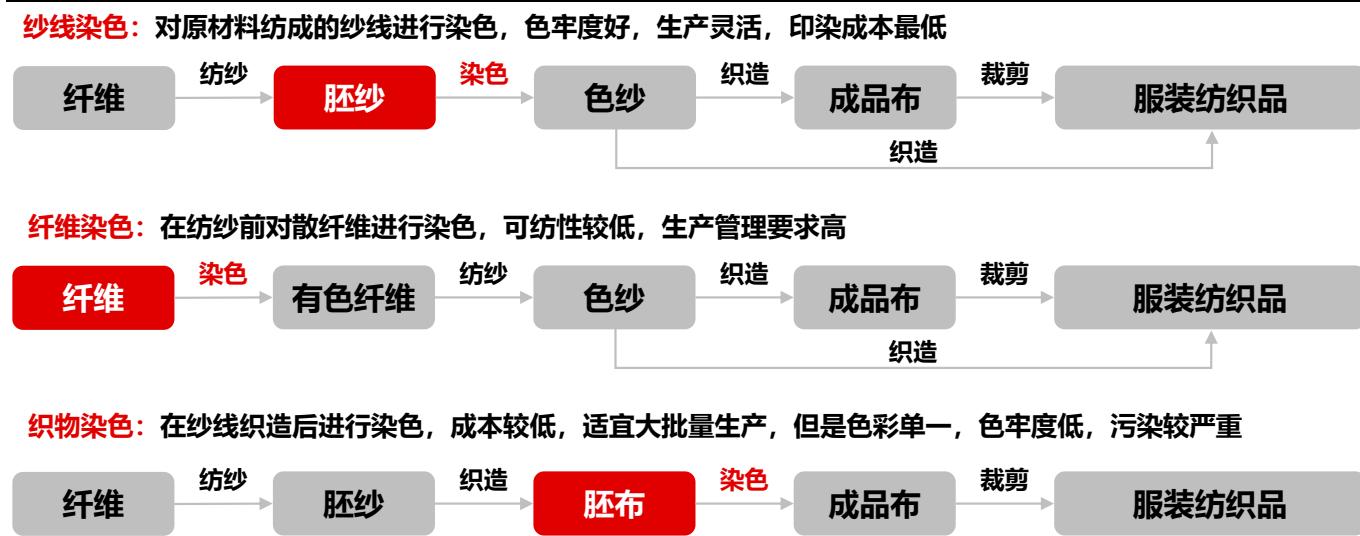 纱线染色：对原材料纺成的纱线进行染色，色牢度好，生产灵活，印染成本最低
纺纱 染色 织造 裁剪
纤维 胚纱 色纱 成品布 服装纺织品
织造
纤维染色：在纺纱前对散纤维进行染色，可纺性较低，生产管理要求高
染色 纺纱 织造 裁剪
纤维 有色纤维 色纱 成品布 服装纺织品
织造
织物染色：在纱线织造后进行染色，成本较低，适宜大批量生产，但是色彩单一，色牢度低，污染较严重
纺纱 织造 染色 裁剪
纤维 胚纱 胚布 成品布 服装纺织品